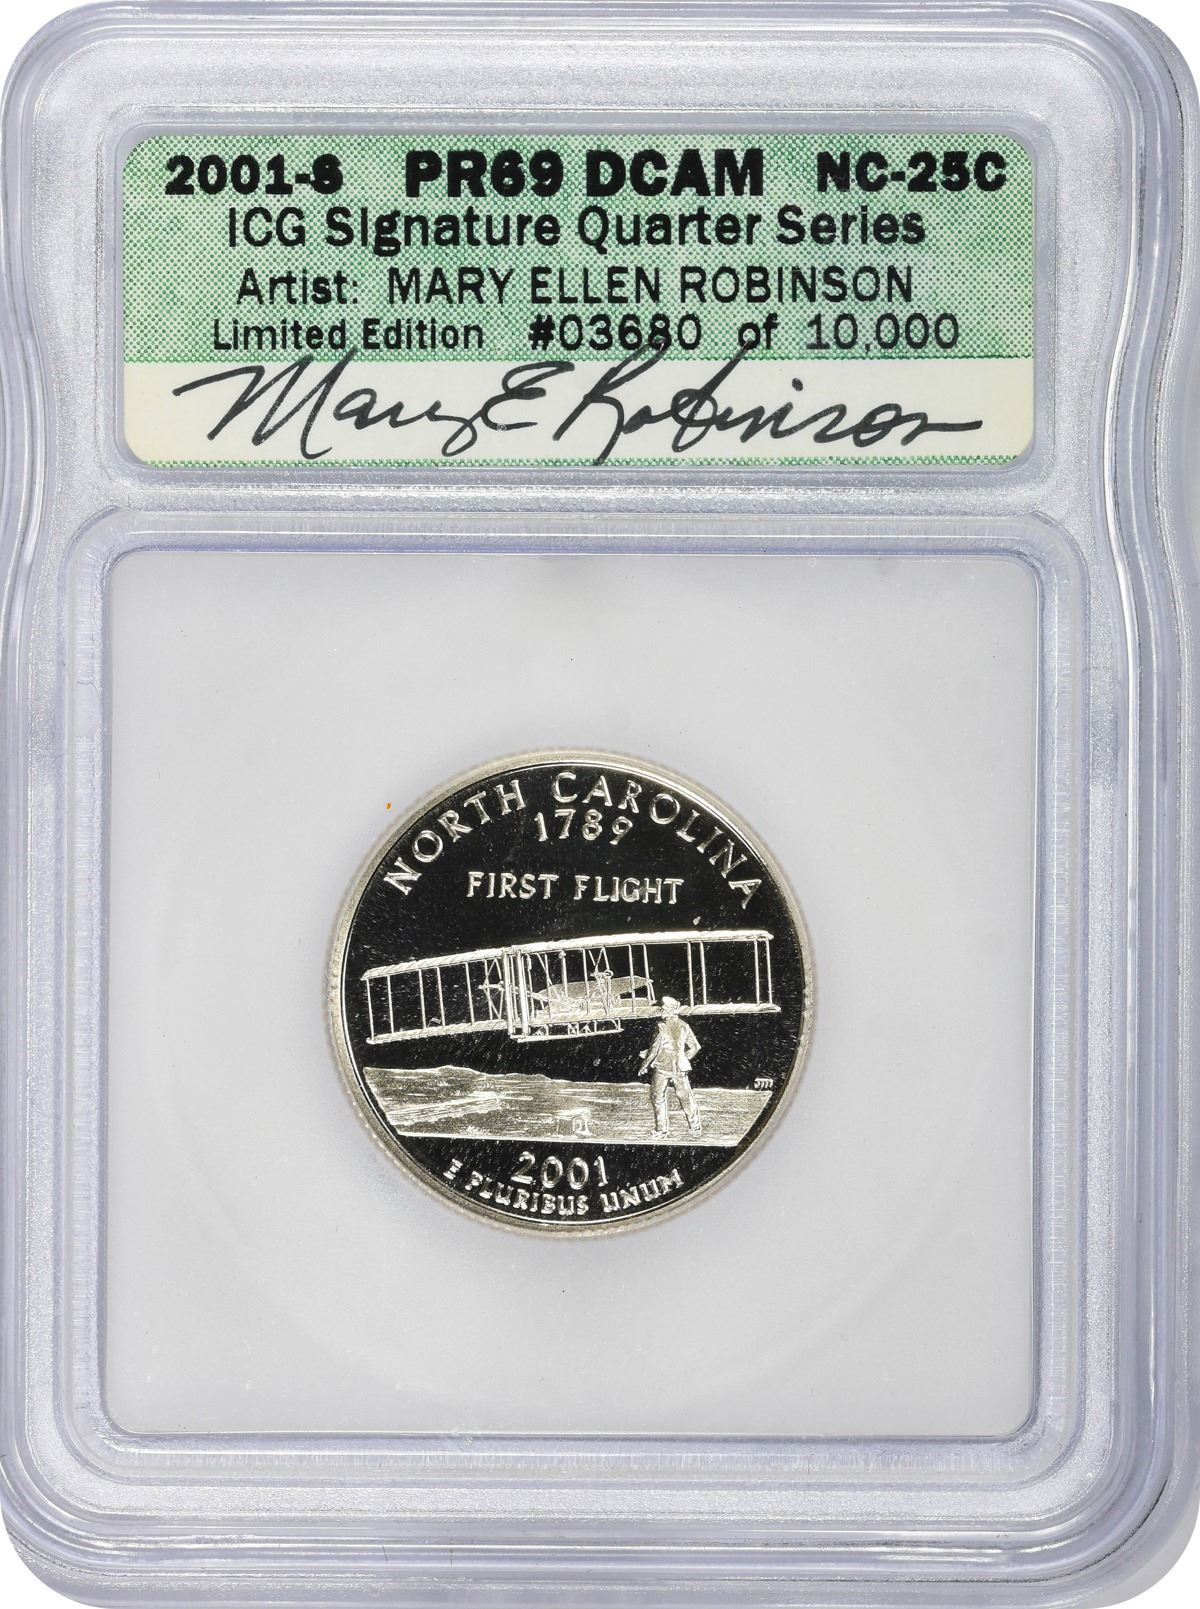 2001-S PR69 DCAM NC-25C
ICG Signature Quarter Series
Artist: MARY ELLEN ROBINSON
Limited Edition #03680 of 10,000
Mary E Robinson
NORTH CAROLINA
1789
FIRST FLIGHT
JM
2001
E PLURIBUS UNUM